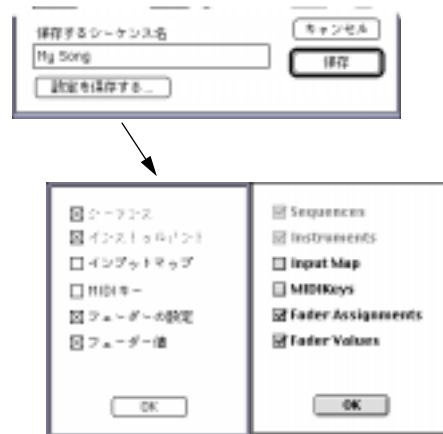 保存するシーケンス名
キャンセル
My Song
保存
設定を保存する...
シーケンス
インストゥルメント
インプットマップ
MIDIキー
フェーダーの設定
フェーダー値
OK
Sequences
Instruments
Input Map
MIDIKeys
Fader Assignments
Fader Values
OK